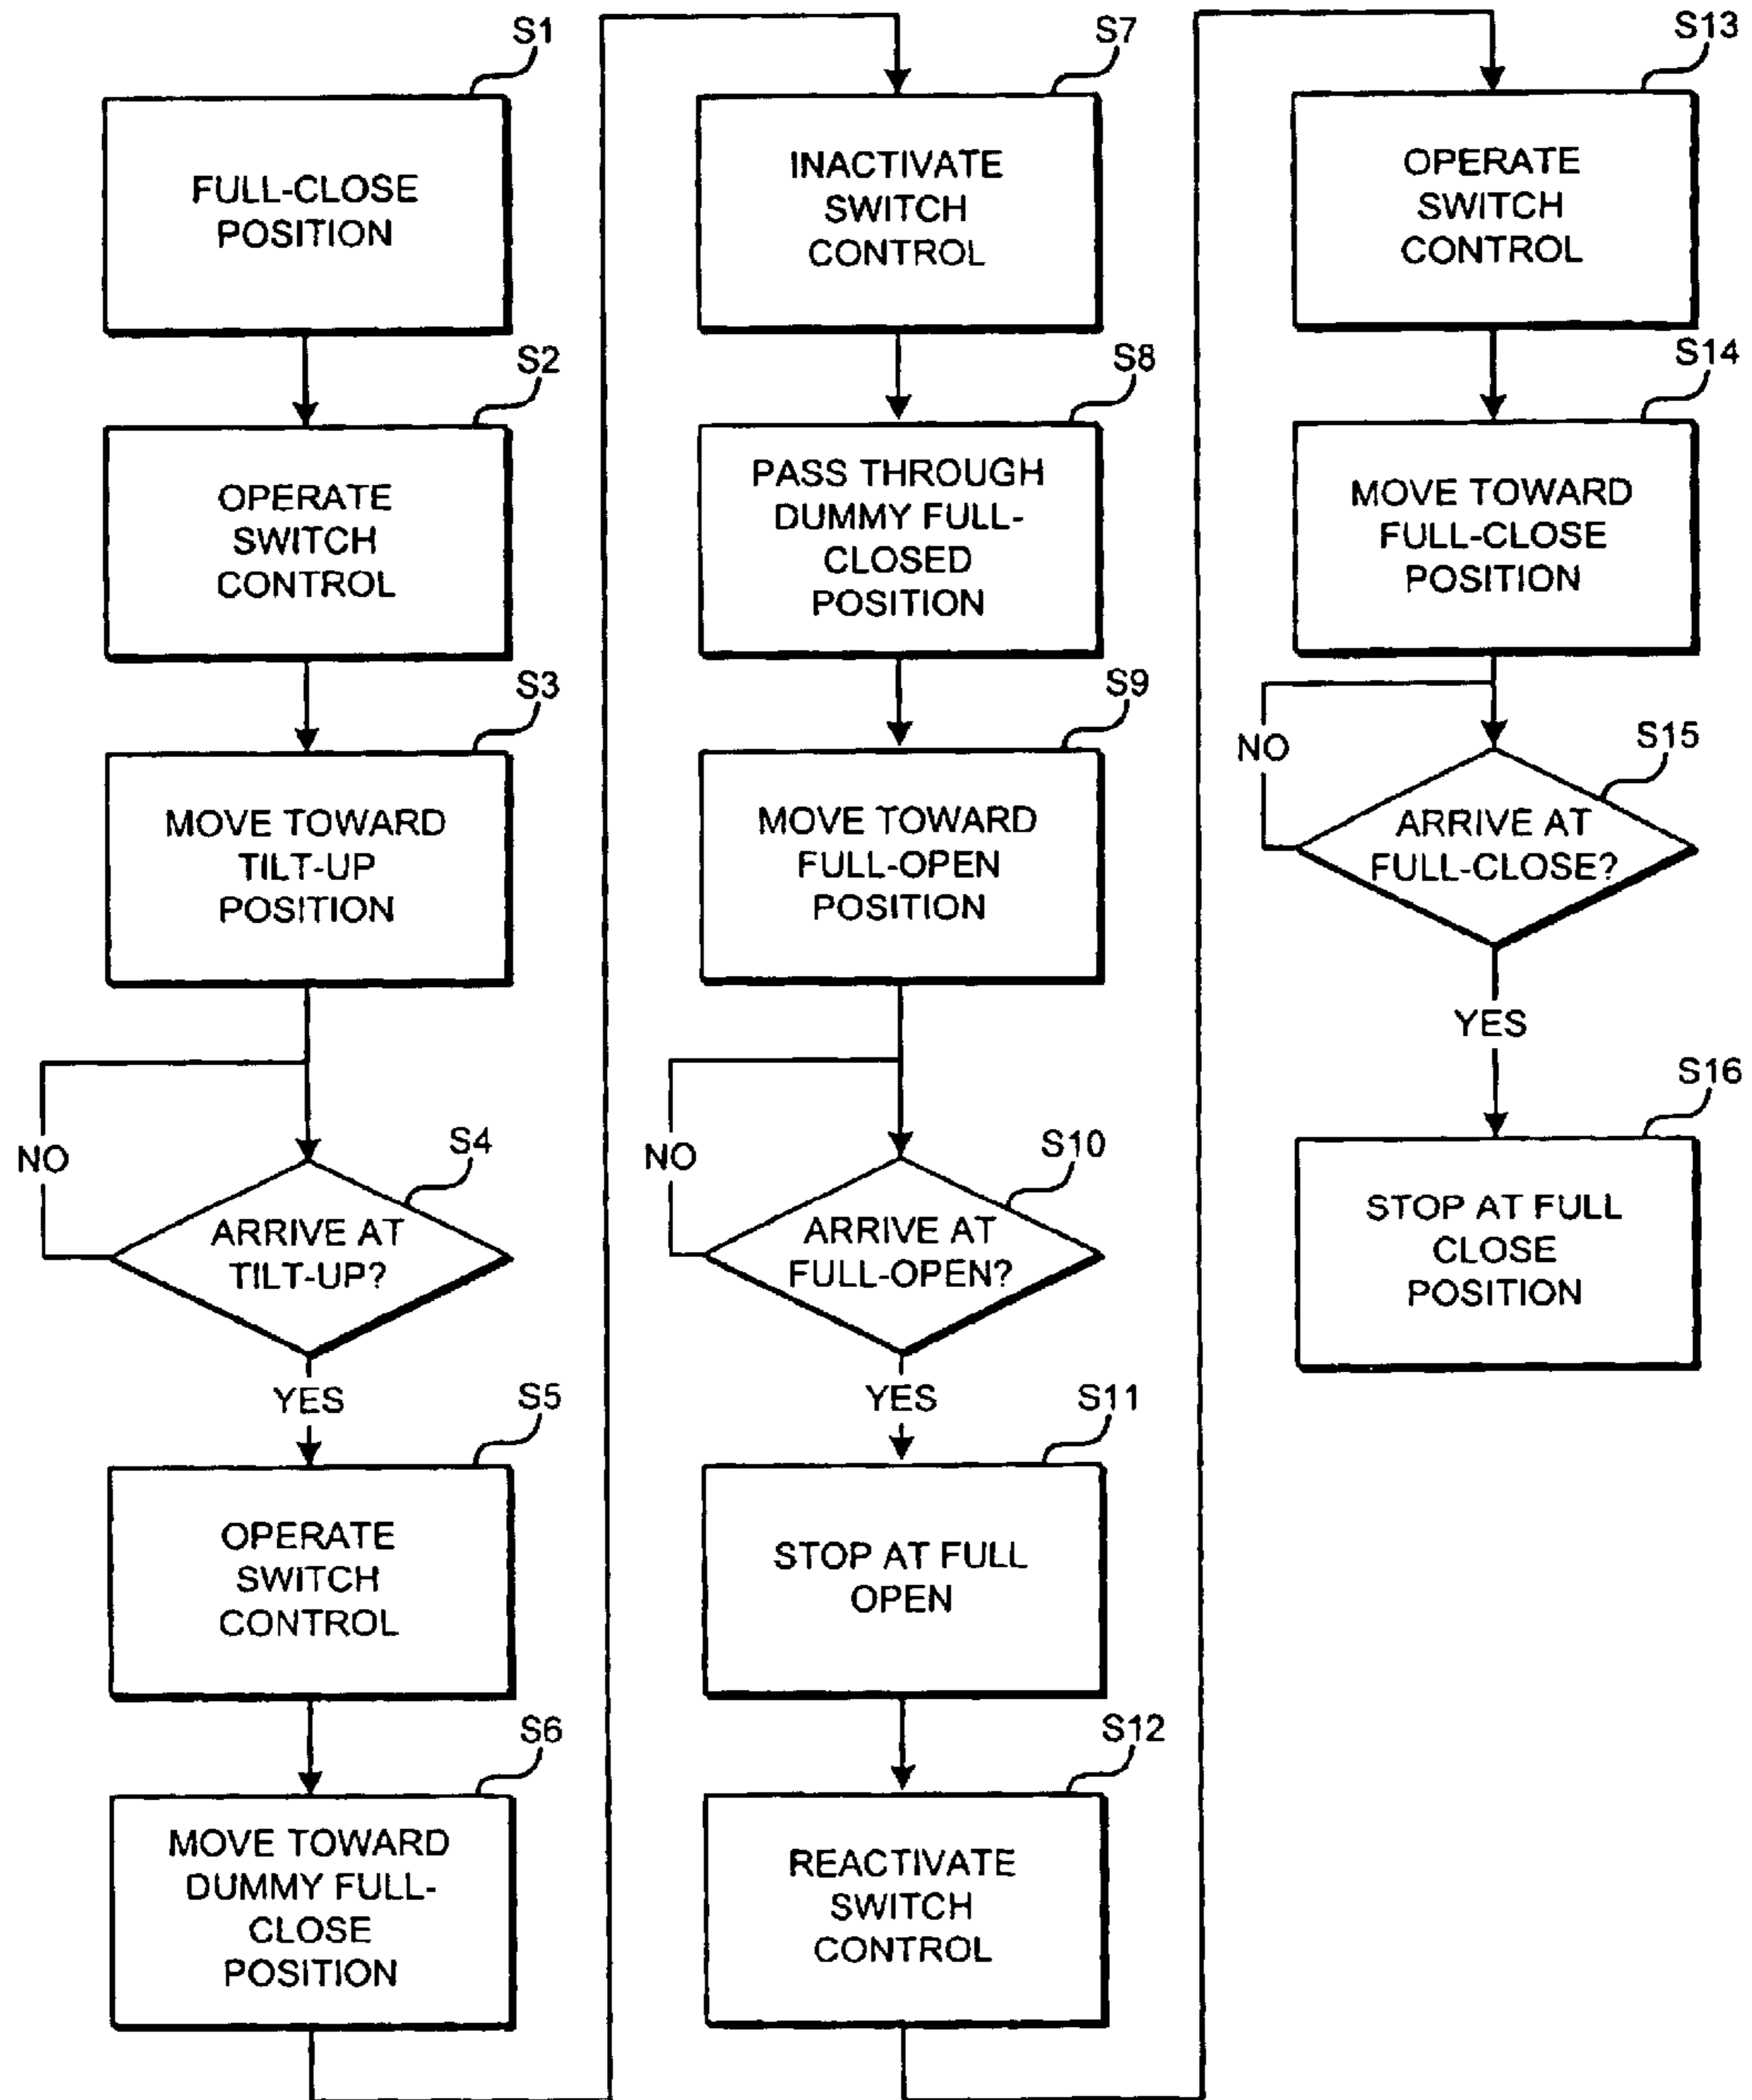 S1
FULL-CLOSE
POSITION
S2
OPERATE
SWITCH
CONTROL
S3
MOVE TOWARD
TILT-UP
POSITION
S4
NO
ARRIVE AT
TILT-UP?
YES
S5
OPERATE
SWITCH
CONTROL
S6
MOVE TOWARD
DUMMY FULL-
CLOSE
POSITION
S7
INACTIVATE
SWITCH
CONTROL
S8
PASS THROUGH
DUMMY FULL-
CLOSED
POSITION
S9
MOVE TOWARD
FULL-OPEN
POSITION
S10
NO
ARRIVE AT
FULL-OPEN?
YES
S11
STOP AT FULL
OPEN
S12
REACTIVATE
SWITCH
CONTROL
S13
OPERATE
SWITCH
CONTROL
S14
MOVE TOWARD
FULL-CLOSE
POSITION
NO
S15
ARRIVE AT
FULL-CLOSE?
YES
S16
STOP AT FULL
CLOSE
POSITION